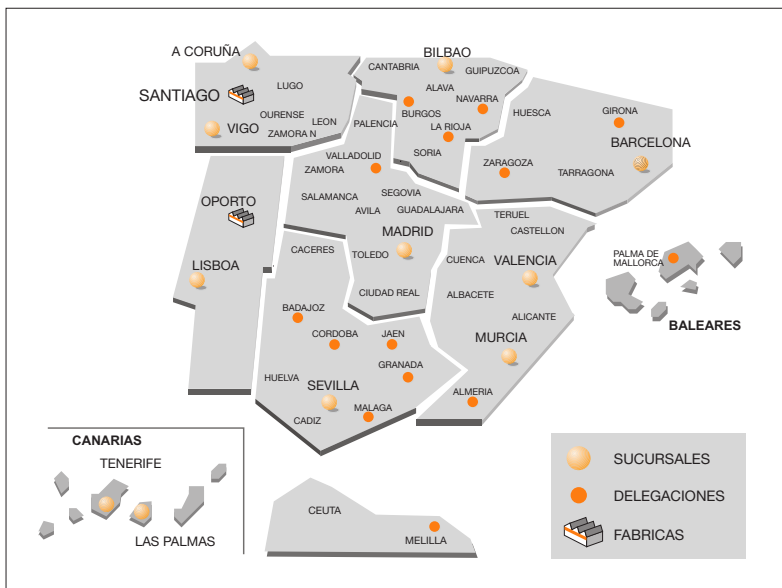 A CORUÑA
BILBAO
CANTABRIA
GUIPUZCOA
LUGO
ALAVA
SANTIAGO
NAVARRA
BURGOS
HUESCA
GIRONA
OURENSE
LEON
PALENCIA
VIGO
ZAMORA N
LA RIOJA
BARCELONA
SORIA
VALLADOLID
ZAMORA
ZARAGOZA
TARRAGONA
SEGOVIA
SALAMANCA
OPORTO
AVILA
GUADALAJARA
TERUEL
CASTELLON
MADRID
CACERES
TOLEDO
CUENCA
VALENCIA
PALMA DE
MALLORCA
LISBOA
CIUDAD REAL
ALBACETE
BADAJOZ
ALICANTE
BALEARES
CORDOBA
JAEN
MURCIA
GRANADA
HUELVA
SEVILLA
ALMERIA
MALAGA
CADIZ
CANARIAS
TENERIFE
LAS PALMAS
CEUTA
MELILLA
SUCURSALES
DELEGACIONES
FABRICAS